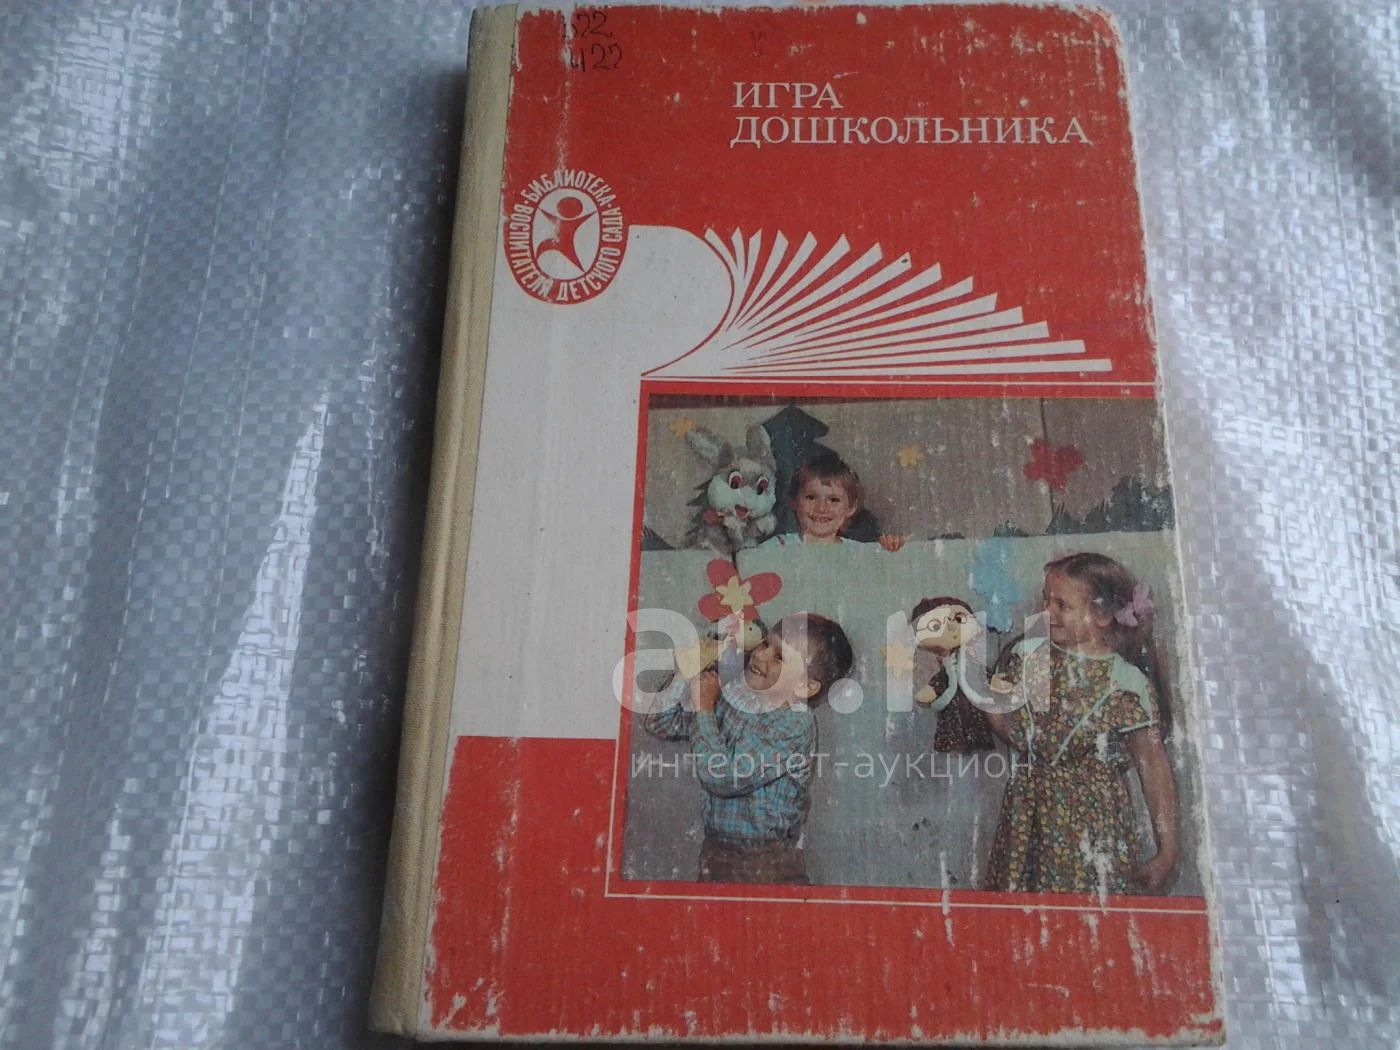 ИГРА
ДОШКОЛЬНИКА
БИБЛИОТЕКА·ВОСПИТАТЕЛЯ ДЕТСКОГО САДА·
au.ru
интернет-аукцион